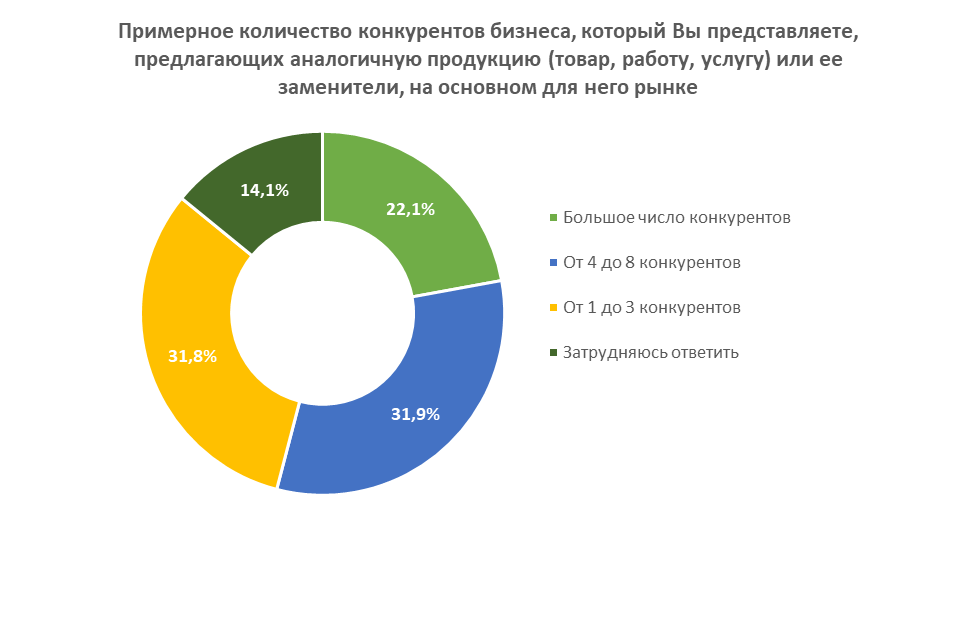 Примерное количество конкурентов бизнеса, который Вы представляете,
предлагающих аналогичную продукцию (товар, работу, услугу) или ее
заменители, на основном для него рынке
14,1%
22,1%
31,8%
31,9%
Большое число конкурентов
От 4 до 8 конкурентов
От 1 до 3 конкурентов
Затрудняюсь ответить